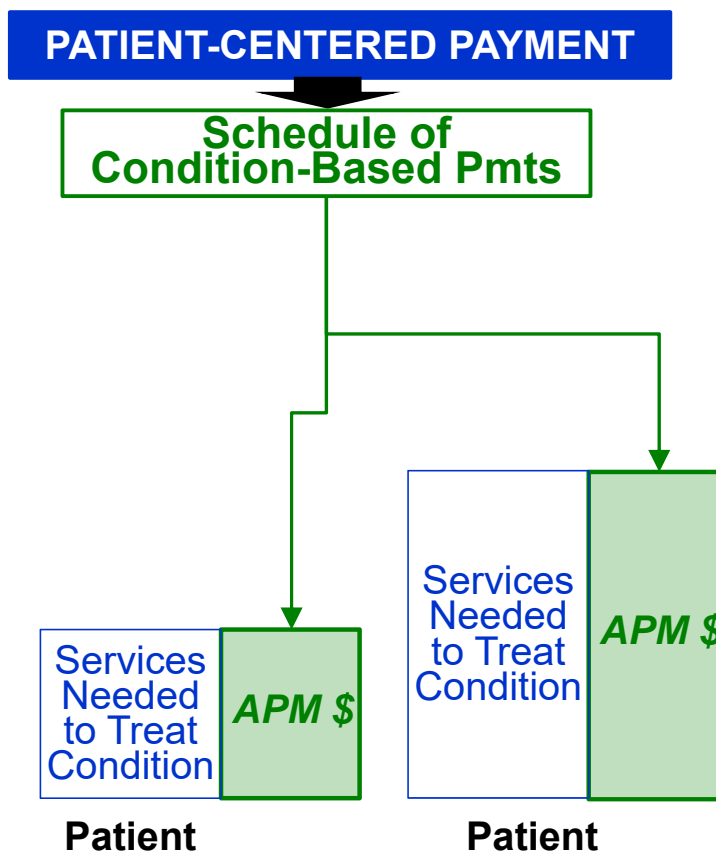 PATIENT-CENTERED PAYMENT
Schedule of
Condition-Based Pmts
Services
Needed
to Treat
Condition
APM $
Patient
Services
Needed
to Treat
Condition
APM $
Patient